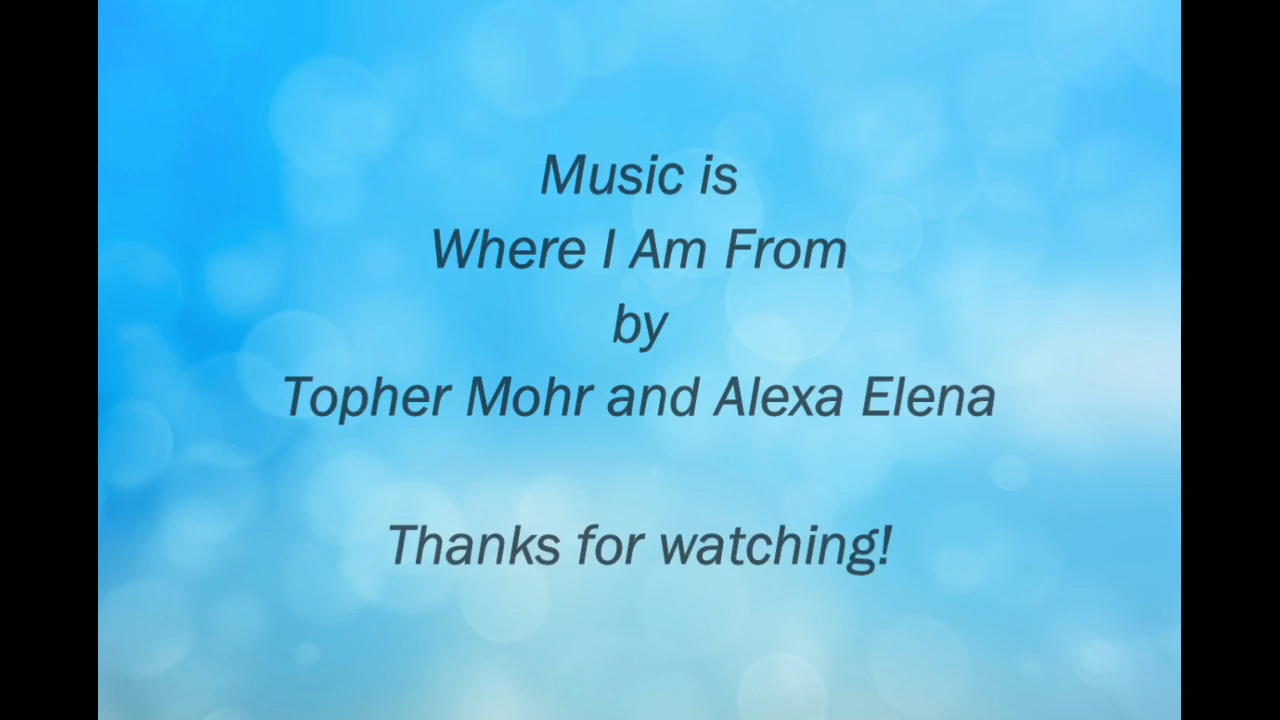 Music is
Where I Am From
by
Topher Mohr and Alexa Elena
Thanks for watching!